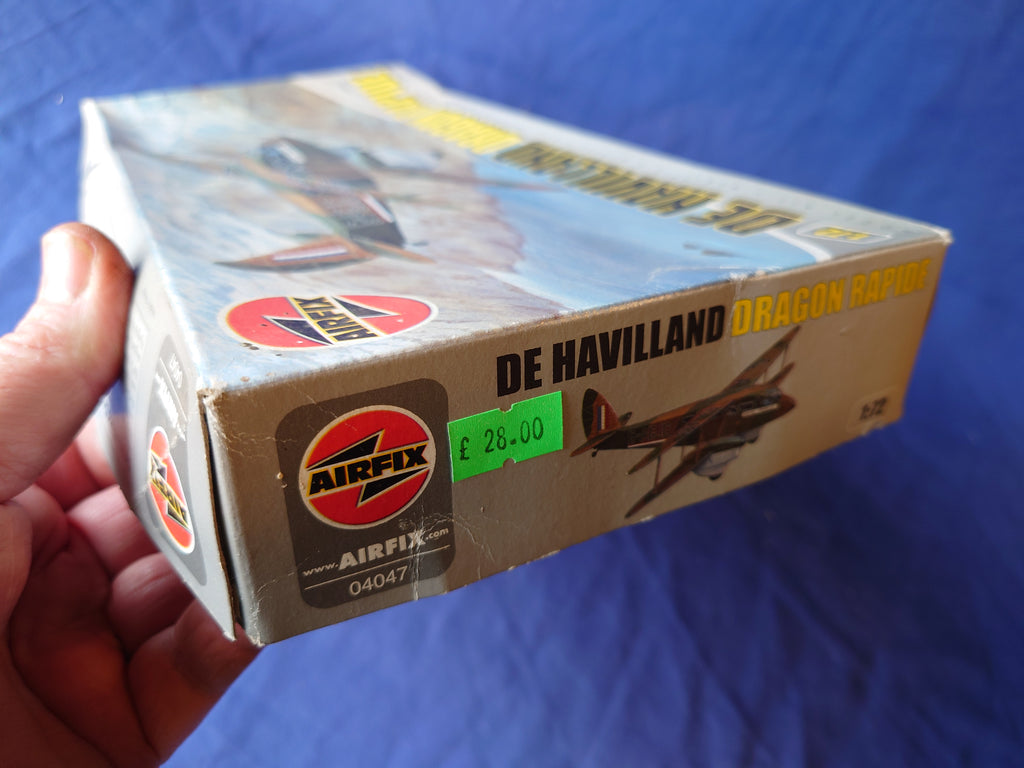 DE HAVILLAND DRAGON RAPIDE
AIRFIX
AIRFIX
£ 28.00
www.AIRFIX.com
04047
1:72
DE HAVILLAND
AIRFIX